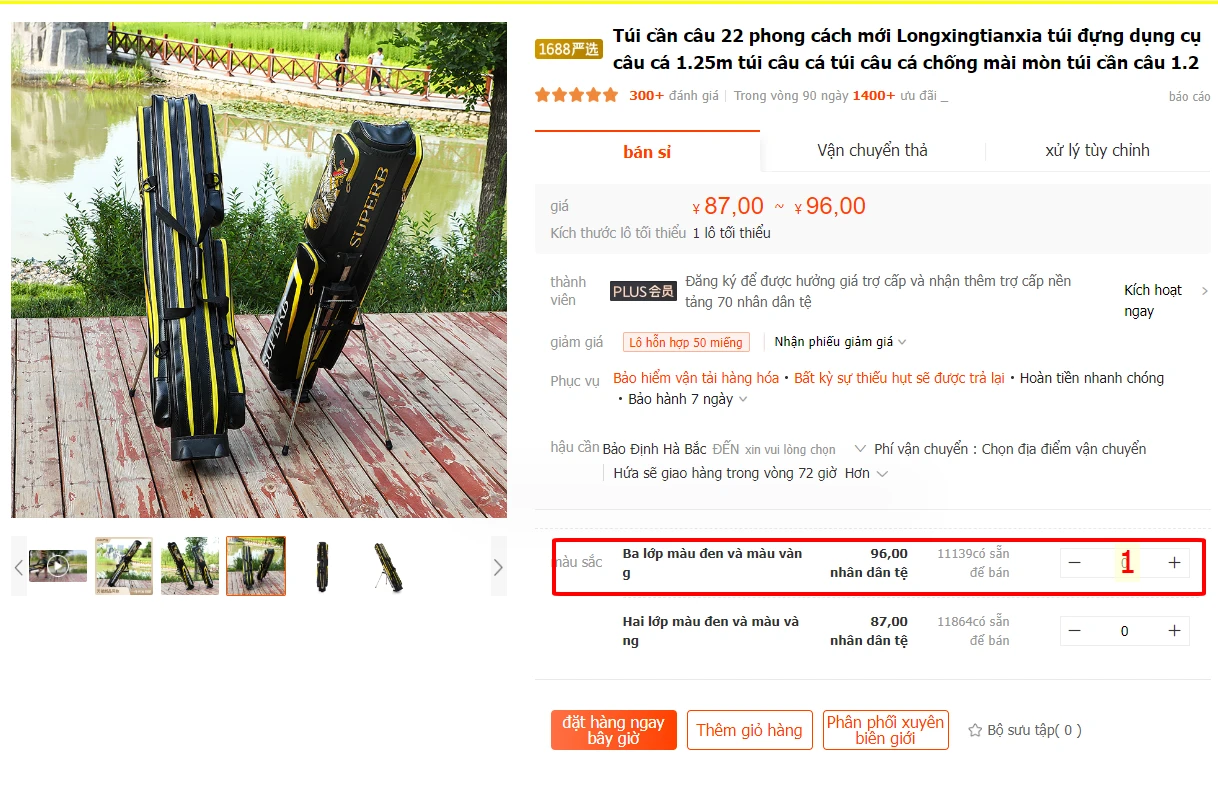 Túi cần câu 22 phong cách mới Longxingtianxia túi đựng dụng cụ
1688严选
câu cá 1.25m túi câu cá túi câu cá chống mài mòn túi cần câu 1.2
300+ đánh giá Trong vòng 90 ngày 1400+ ưu đãi _ báo cáo
bán sỉ Vận chuyển thả xử lý tùy chỉnh
giá ¥ 87,00 ~ ¥ 96,00
Kích thước lô tối thiểu 1 lô tối thiểu
thành viên
PLUS会员
Đăng ký để được hưởng giá trợ cấp và nhận thêm trợ cấp nền
tảng 70 nhân dân tệ
Kích hoạt
ngay
giảm giá Lô hỗn hợp 50 miếng Nhận phiếu giảm giá
Phục vụ Bảo hiểm vận tải hàng hóa • Bất kỳ sự thiếu hụt sẽ được trả lại • Hoàn tiền nhanh chóng
• Bảo hành 7 ngày
hậu cần Bảo Định Hà Bắc ĐẾN xin vui lòng chọn Phí vận chuyển : Chọn địa điểm vận chuyển
Hứa sẽ giao hàng trong vòng 72 giờ Hơn
màu sắc
Ba lớp màu đen và màu vàn
g
96,00
nhân dân tệ
11139có sẵn
để bán
1
Hai lớp màu đen và màu và
ng
87,00
nhân dân tệ
11864có sẵn
để bán
0
đặt hàng ngay
bây giờ
Thêm giỏ hàng
Phân phối xuyên
biên giới
Bộ sưu tập( 0 )
SUPERB
SUPERB